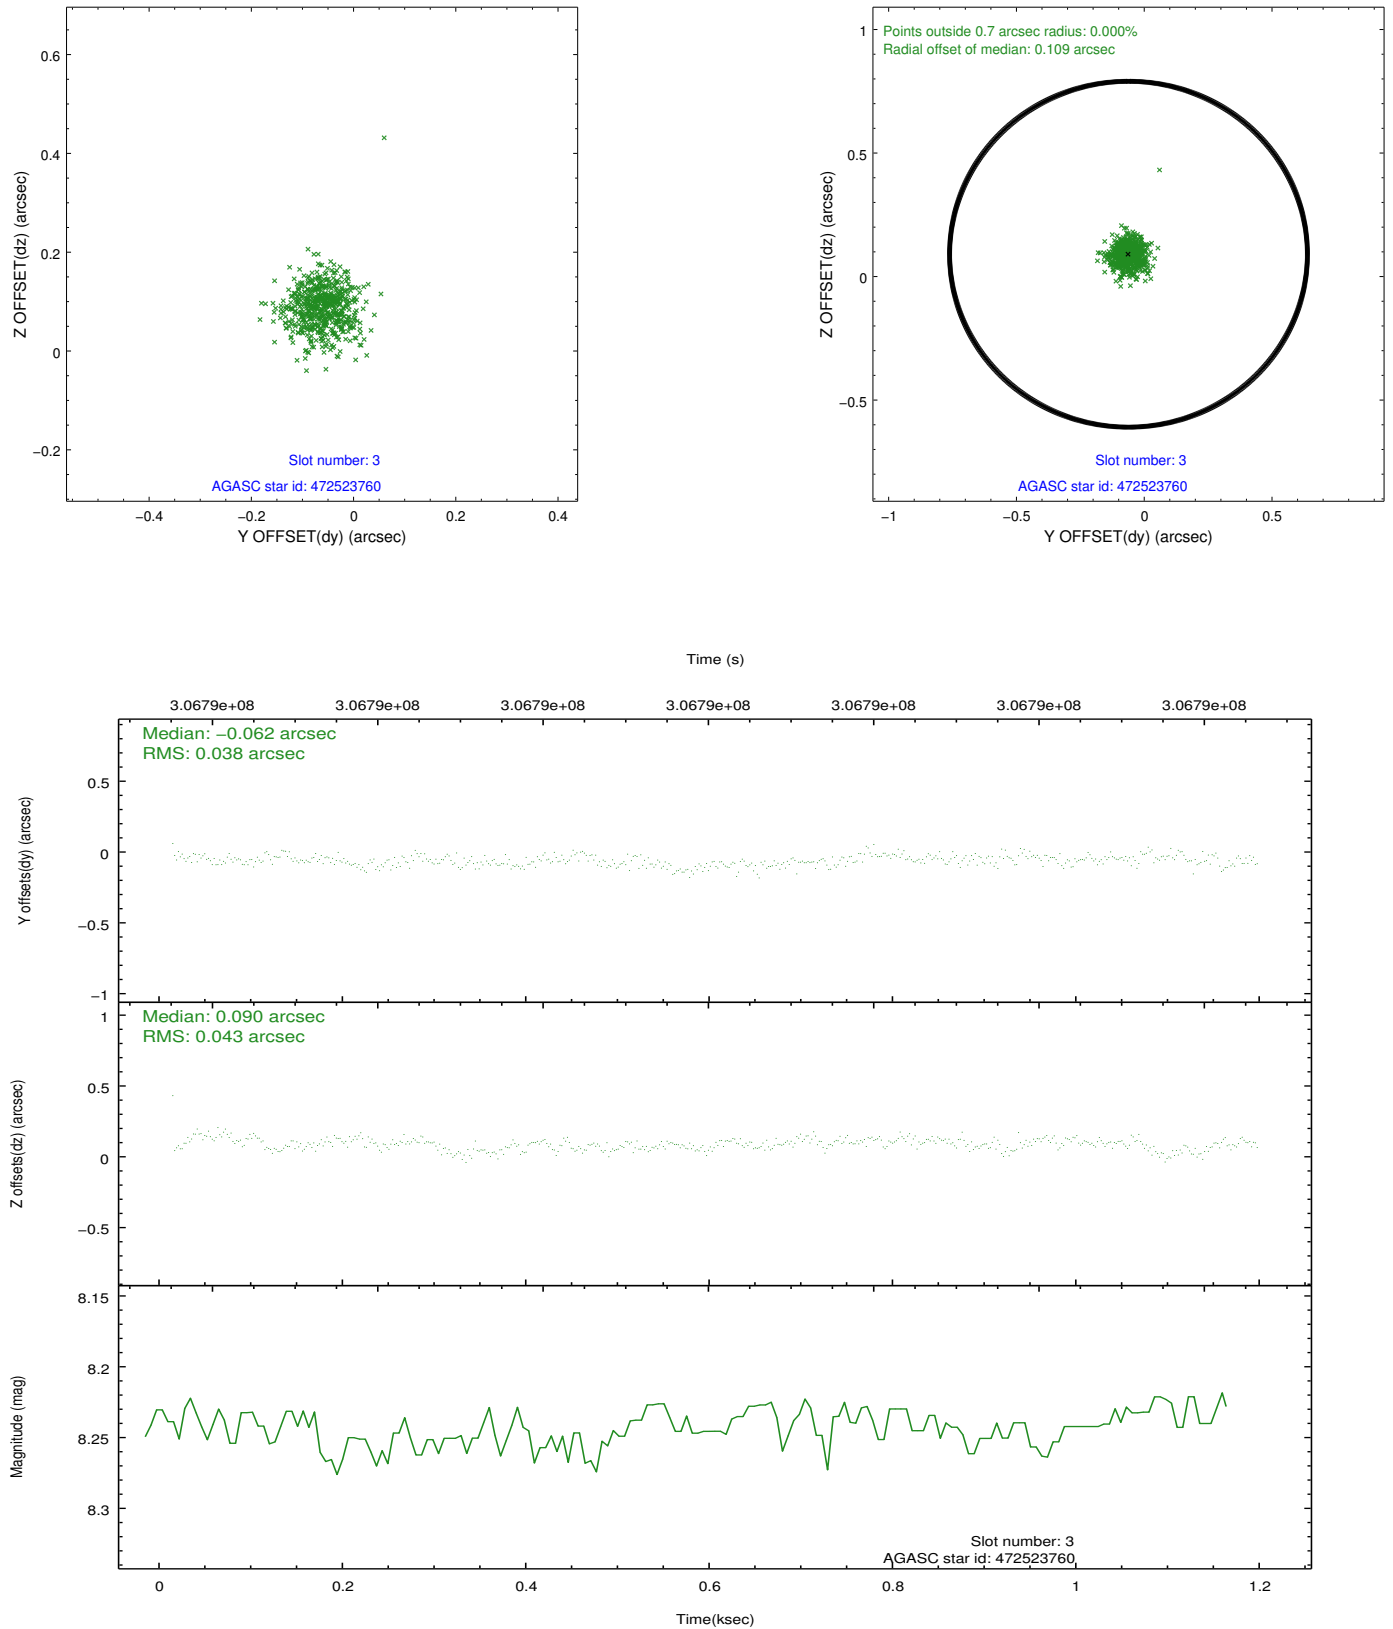 0.6
0.4
0.2
0
−0.2
Z OFFSET(dz) (arcsec)
Slot number: 3
AGASC star id: 472523760
−0.4 −0.2 0 0.2 0.4
Y OFFSET(dy) (arcsec)
Points outside 0.7 arcsec radius: 0.000%
Radial offset of median: 0.109 arcsec
1
0.5
0
−0.5
Z OFFSET(dz) (arcsec)
Slot number: 3
AGASC star id: 472523760
−1 −0.5 0 0.5
Y OFFSET(dy) (arcsec)
Time (s)
3.0679e+08 3.0679e+08 3.0679e+08 3.0679e+08 3.0679e+08 3.0679e+08 3.0679e+08
Median: −0.062 arcsec
RMS: 0.038 arcsec
0.5
0
−0.5
−1
Y offsets(dy) (arcsec)
Median: 0.090 arcsec
RMS: 0.043 arcsec
1
0.5
0
−0.5
Z offsets(dz) (arcsec)
8.15
8.2
8.25
8.3
Magnitude (mag)
Slot number: 3
AGASC star id: 472523760
0 0.2 0.4 0.6 0.8 1 1.2
Time(ksec)